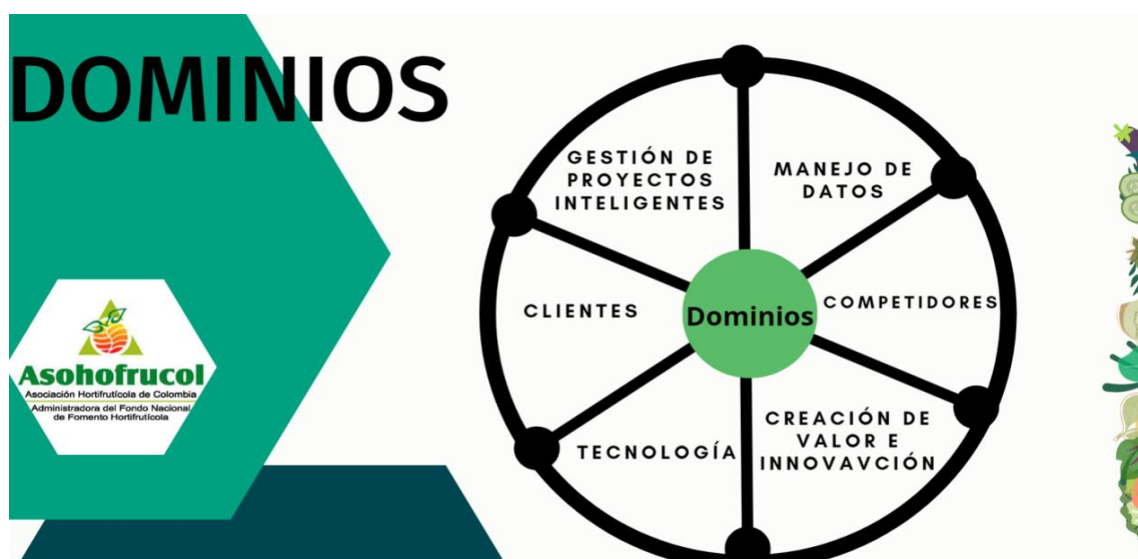 DOMINIOS
GESTIÓN DE
PROYECTOS
INTELIGENTES
MANEJO DE
DATOS
CLIENTES
Dominios
COMPETIDORES
TECNOLOGÍA
CREACIÓN DE
VALOR E
INNOVAVCIÓN
Asohofrucol
Asociación Hortifrutícola de Colombia
Administradora del Fondo Nacional
de Fomento Hortifrutícola